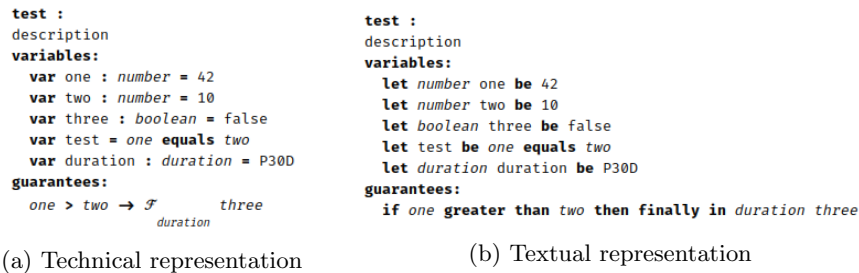 test :
description
variables:
var one : number = 42
var two : number = 10
var three : boolean = false
var test = one equals two
var duration : duration = P30D
guarantees:
one > two → ℱ three
duration
(a) Technical representation
test :
description
variables:
let number one be 42
let number two be 10
let boolean three be false
let test be one equals two
let duration duration be P30D
guarantees:
if one greater than two then finally in duration three
(b) Textual representation